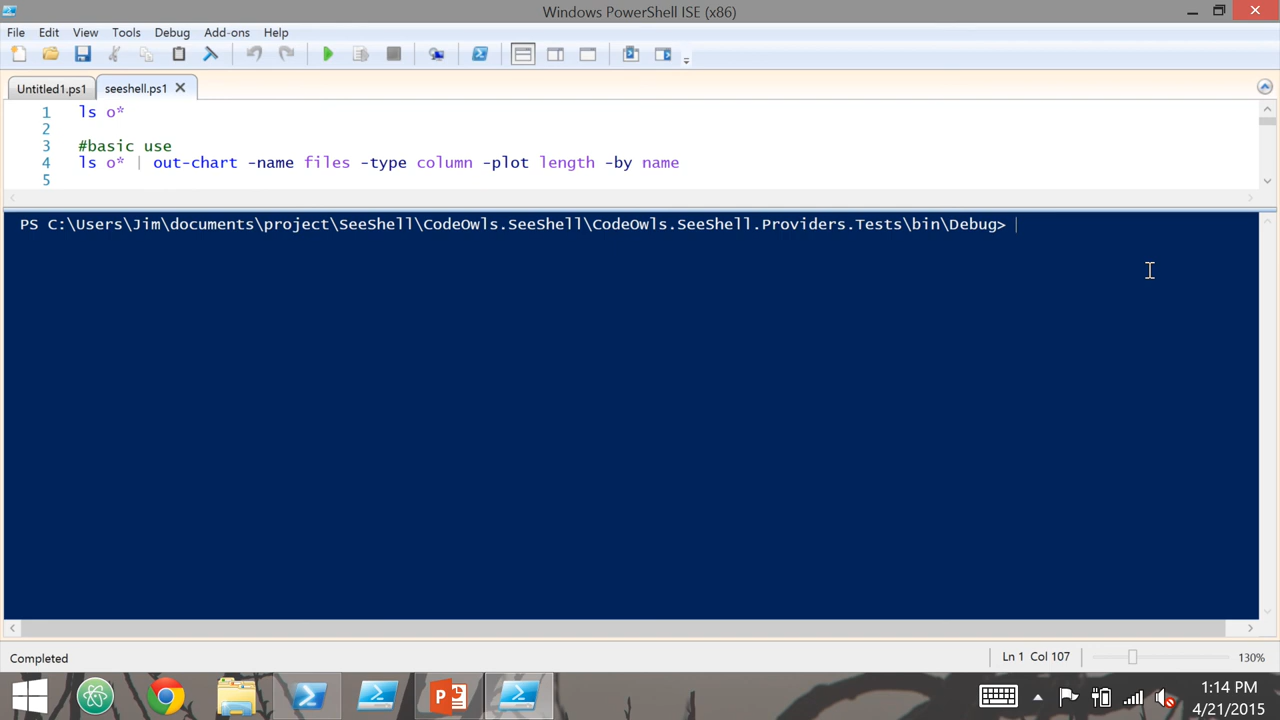 Windows PowerShell ISE (x86)
File Edit View Tools Debug Add-ons Help
Untitled1.ps1 seeshell.ps1
1 ls o*
2
3 #basic use
4 ls o* | out-chart -name files -type column -plot length -by name
5
PS C:\Users\Jim\documents\project\SeeShell\CodeOwls.SeeShell\CodeOwls.SeeShell.Providers.Tests\bin\Debug>
Completed Ln 1 Col 107 130%
1:14 PM
4/21/2015